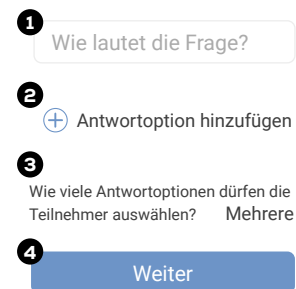 1
Wie lautet die Frage?
2
Antwortoption hinzufügen
3
Wie viele Antwortoptionen dürfen die
Teilnehmer auswählen? Mehrere
4
Weiter